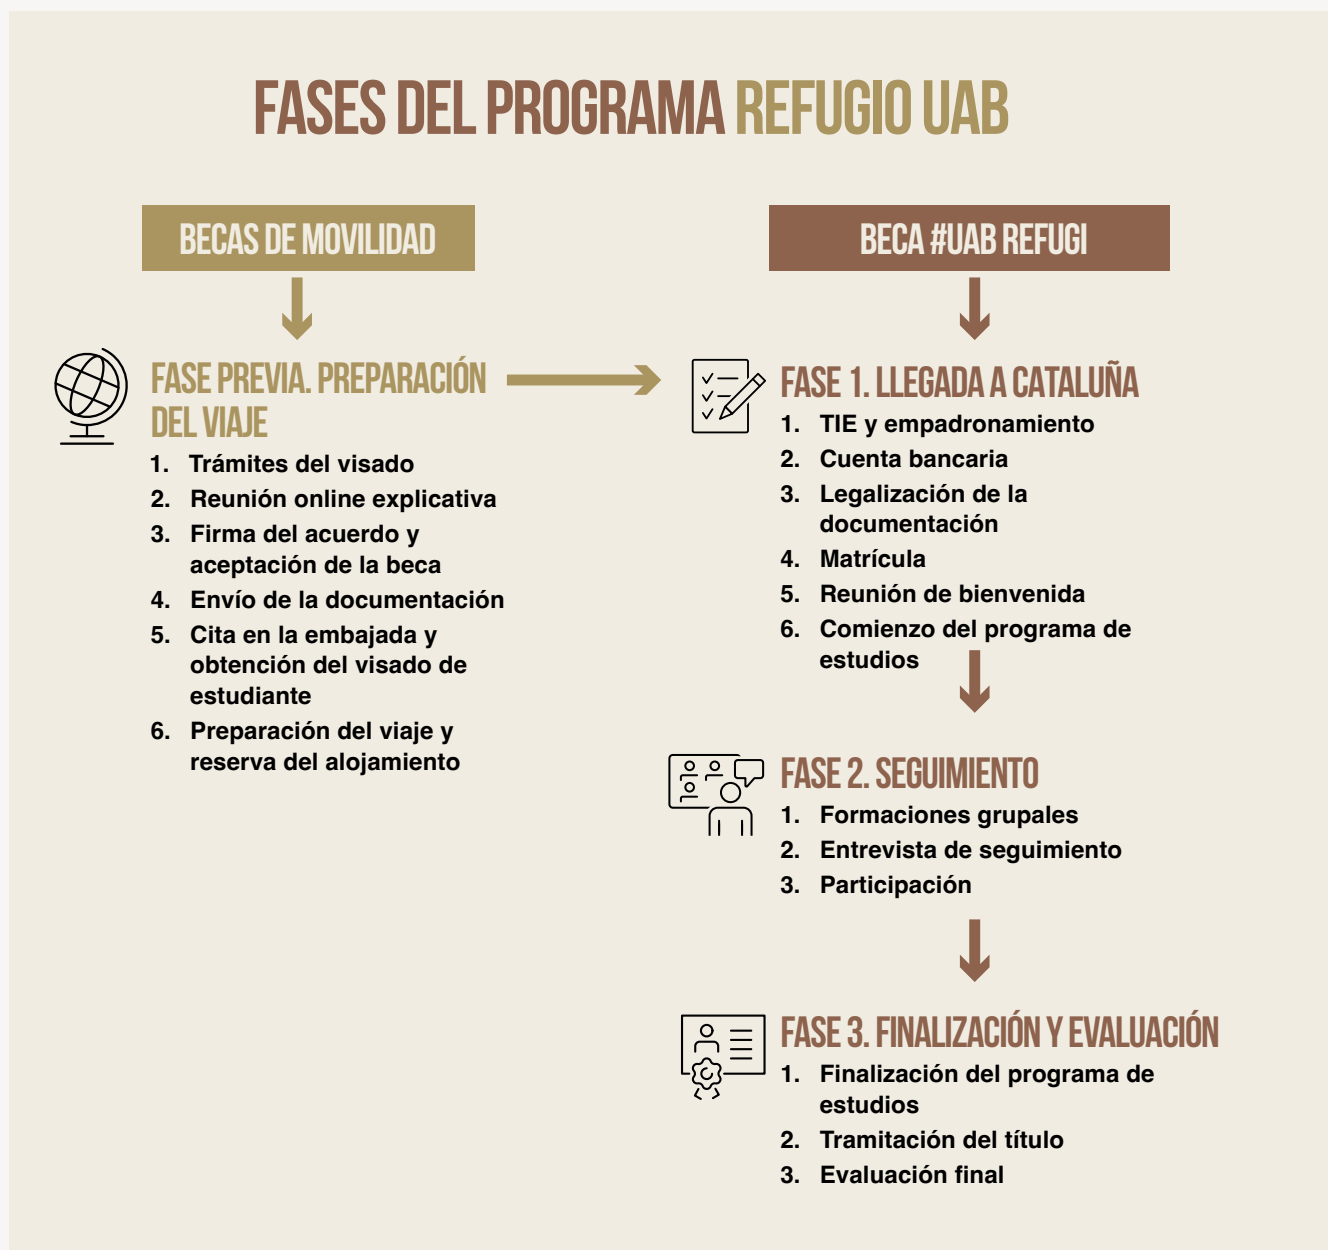 FASES DEL PROGRAMA REFUGIO UAB
BECAS DE MOVILIDAD
FASE PREVIA. PREPARACIÓN
DEL VIAJE
1. Trámites del visado
2. Reunión online explicativa
3. Firma del acuerdo y
aceptación de la beca
4. Envío de la documentación
5. Cita en la embajada y
obtención del visado de
estudiante
6. Preparación del viaje y
reserva del alojamiento
BECA #UAB REFUGI
FASE 1. LLEGADA A CATALUÑA
1. TIE y empadronamiento
2. Cuenta bancaria
3. Legalización de la
documentación
4. Matrícula
5. Reunión de bienvenida
6. Comienzo del programa de
estudios
FASE 2. SEGUIMIENTO
1. Formaciones grupales
2. Entrevista de seguimiento
3. Participación
FASE 3. FINALIZACIÓN Y EVALUACIÓN
1. Finalización del programa de
estudios
2. Tramitación del título
3. Evaluación final